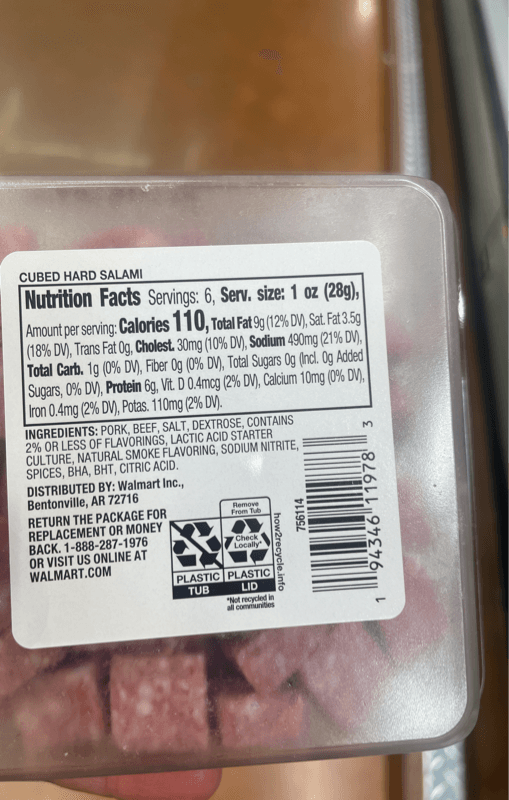 CUBED HARD SALAMI
Nutrition Facts Servings: 6, Serv. size: 1 oz (28g),
Amount per serving: Calories 110, Total Fat 9g (12% DV), Sat. Fat 3.5g
(18% DV), Trans Fat 0g, Cholest. 30mg (10% DV), Sodium 490mg (21% DV),
Total Carb. 1g (0% DV), Fiber 0g (0% DV), Total Sugars 0g (Incl. 0g Added
Sugars, 0% DV), Protein 6g, Vit. D 0.4mcg (2% DV), Calcium 10mg (0% DV),
Iron 0.4mg (2% DV), Potas. 110mg (2% DV).
INGREDIENTS: PORK, BEEF, SALT, DEXTROSE, CONTAINS
2% OR LESS OF FLAVORINGS, LACTIC ACID STARTER
CULTURE, NATURAL SMOKE FLAVORING, SODIUM NITRITE,
SPICES, BHA, BHT, CITRIC ACID.
DISTRIBUTED BY: Walmart Inc.,
Bentonville, AR 72716
RETURN THE PACKAGE FOR
REPLACEMENT OR MONEY
BACK. 1-888-287-1976
OR VISIT US ONLINE AT
WALMART.COM
Remove
From Tub
Check
Locally*
PLASTIC PLASTIC
TUB LID
*Not recycled in
all communities
how2recycle.info
756114
1 94346 11978 3